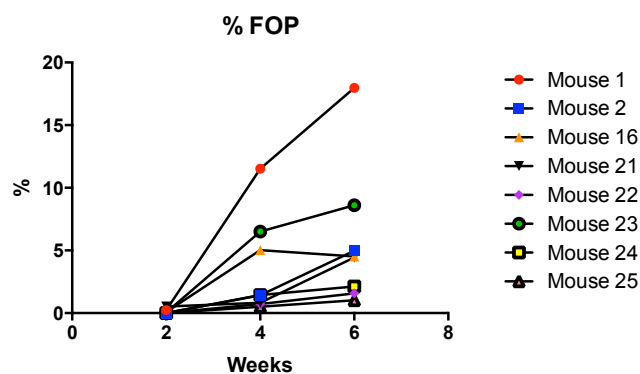 % FOP
20
15
10
5
0
%
0 2 4 6 8
Weeks
Mouse 1
Mouse 2
Mouse 16
Mouse 21
Mouse 22
Mouse 23
Mouse 24
Mouse 25